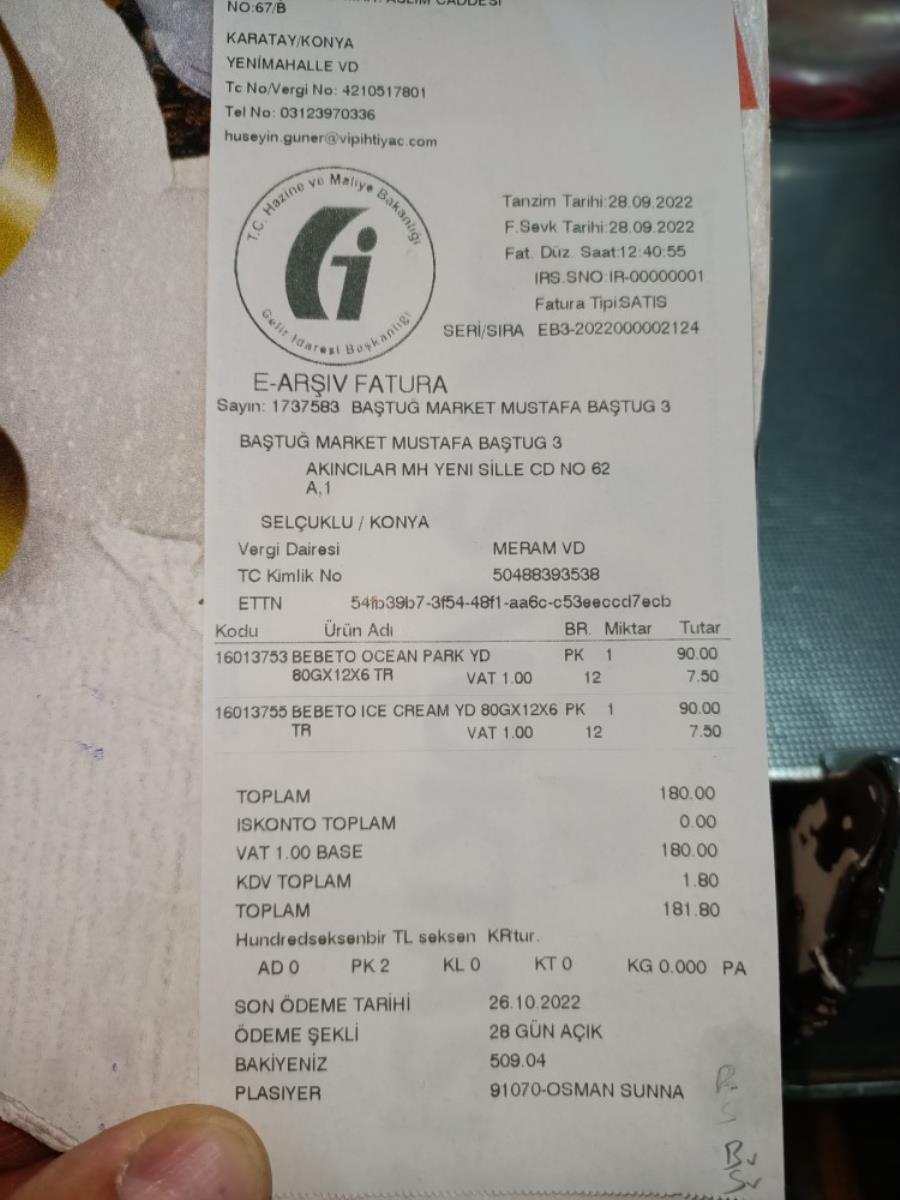 CADDESİ
NO:67/B
KARATAY/KONYA
YENİMAHALLE VD
Tc No/Vergi No: 4210517801
Tel No: 03123970336
huseyin.guner@vipihtiyac.com
T.C. Hazine ve Maliye Bakanlığı
Gelir İdaresi Başkanlığı
Tanzim Tarihi:28.09.2022
F.Sevk Tarihi:28.09.2022
Fat. Düz. Saat:12:40:55
IRS.SNO:IR-00000001
Fatura Tipi:SATIS
SERİ/SIRA EB3-2022000002124
E-ARŞIV FATURA
Sayın: 1737583 BAŞTUĞ MARKET MUSTAFA BAŞTUG 3
BAŞTUĞ MARKET MUSTAFA BAŞTUG 3
AKINCILAR MH YENI SİLLE CD NO 62
A,1
SELÇUKLU / KONYA
Vergi Dairesi MERAM VD
TC Kimlik No 50488393538
ETTN 54fb39b7-3f54-48f1-aa6c-c53eeccd7ecb
Kodu Ürün Adı BR. Miktar Tutar
16013753 BEBETO OCEAN PARK YD PK 1 90.00
80GX12X6 TR VAT 1.00 12 7.50
16013755 BEBETO ICE CREAM YD 80GX12X6 PK 1 90.00
TR VAT 1.00 12 7.50
TOPLAM 180.00
ISKONTO TOPLAM 0.00
VAT 1.00 BASE 180.00
KDV TOPLAM 1.80
TOPLAM 181.80
Hundredseksenbir TL seksen KR'tur.
AD 0 PK 2 KL 0 KT 0 KG 0.000 PA
SON ÖDEME TARİHİ 26.10.2022
ÖDEME ŞEKLİ 28 GÜN AÇIK
BAKİYENİZ 509.04
PLASIYER 91070-OSMAN SUNNA